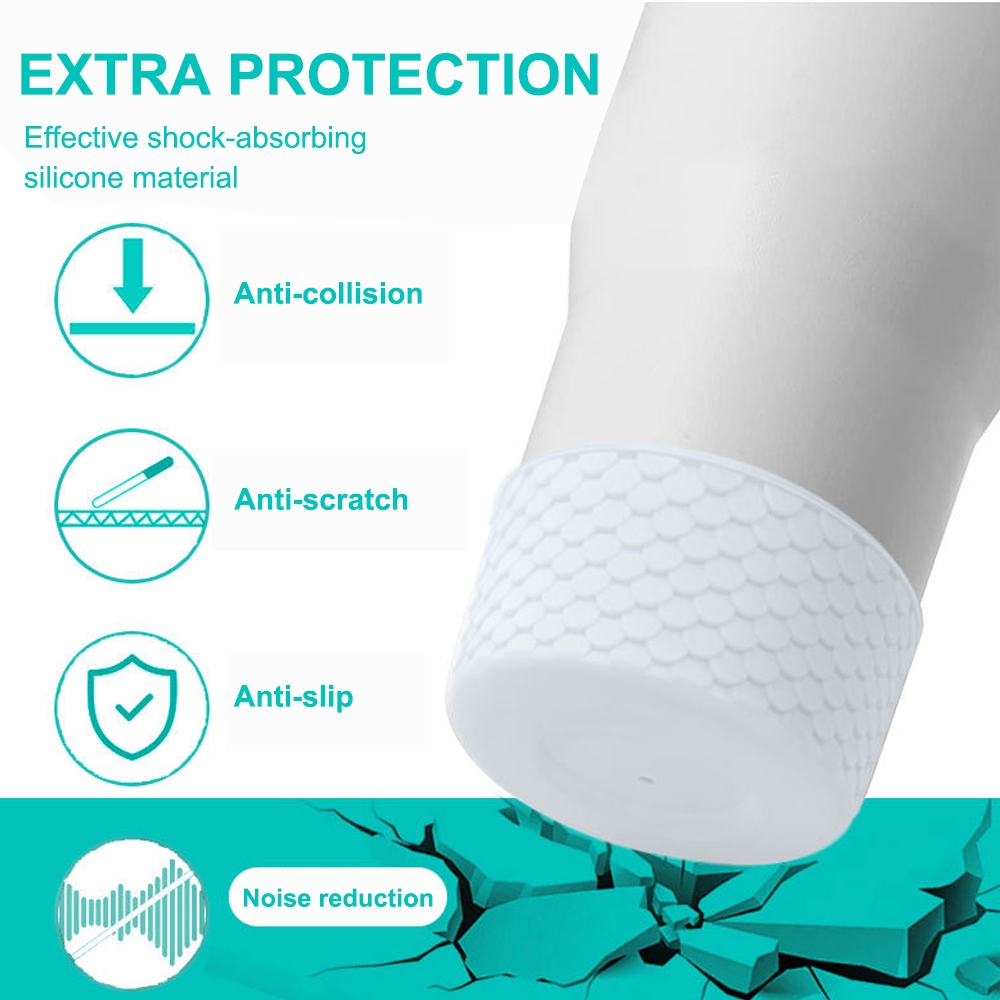 EXTRA PROTECTION
Effective shock-absorbing
silicone material
Anti-collision
Anti-scratch
Anti-slip
Noise reduction